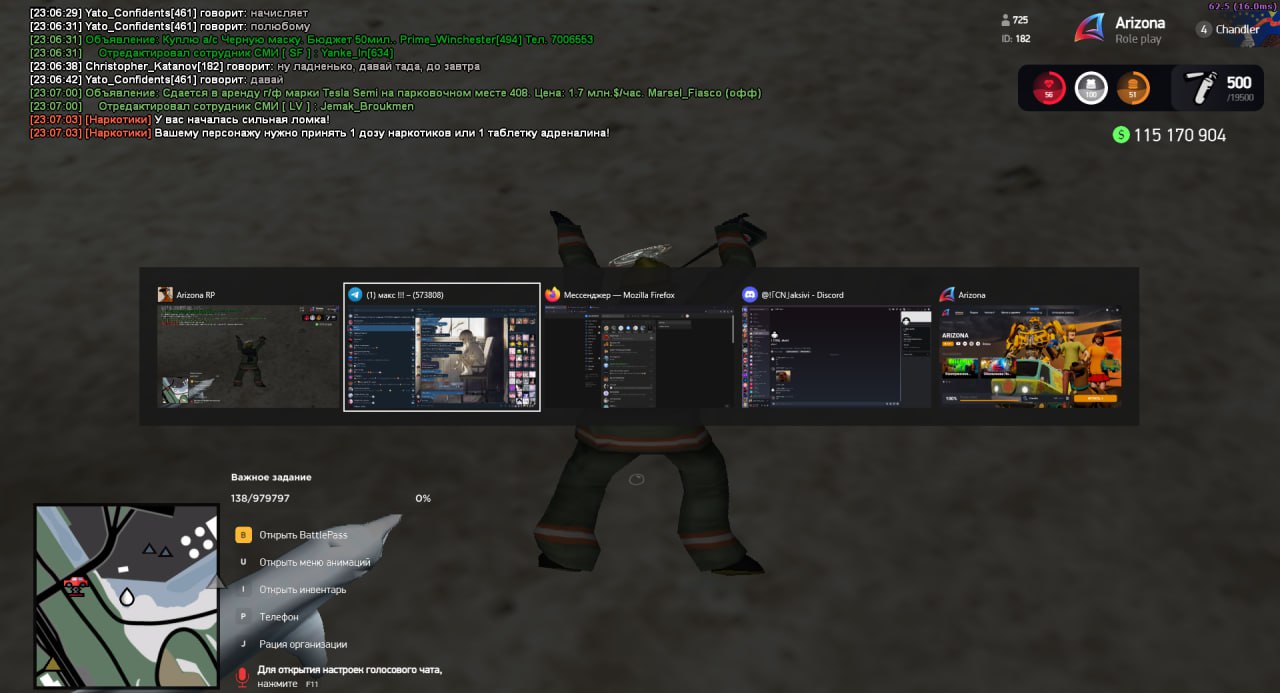 [23:06:29] Yato_Confidents[461] говорит: начисляет
[23:06:31] Yato_Confidents[461] говорит: полюбому
[23:06:31] Объявление: Куплю а/с Черную маску. Бюджет 50мил.. Prime_Winchester[494] Тел. 7006553
[23:06:31] Отредактировал сотрудник СМИ [ SF ] : Yanke_In[634]
[23:06:38] Christopher_Katanov[182] говорит: ну ладненько, давай тада, до завтра
[23:06:42] Yato_Confidents[461] говорит: давай
[23:07:00] Объявление: Сдается в аренду г/ф марки Tesla Semi на парковочном месте 408. Цена: 1.7 млн.$/час. Marsel_Fiasco (офф)
[23:07:00] Отредактировал сотрудник СМИ [ LV ] : Jemak_Broukmen
[23:07:03] [Наркотики] У вас началась сильная ломка!
[23:07:03] [Наркотики] Вашему персонажу нужно принять 1 дозу наркотиков или 1 таблетку адреналина!
62.5 (16.0ms)
725
ID: 182
Arizona
Role play
4 Chandler
56
100
51
500
/19500
$ 115 170 904
Arizona RP
(1) макс !!! – (573808)
Мессенджер — Mozilla Firefox
@!ГCN⌋aksivi - Discord
Arizona
ARIZONA
100%
Важное задание
138/979797 0%
B Открыть BattlePass
U Открыть меню анимаций
I Открыть инвентарь
P Телефон
J Рация организации
Для открытия настроек голосового чата,
нажмите F11